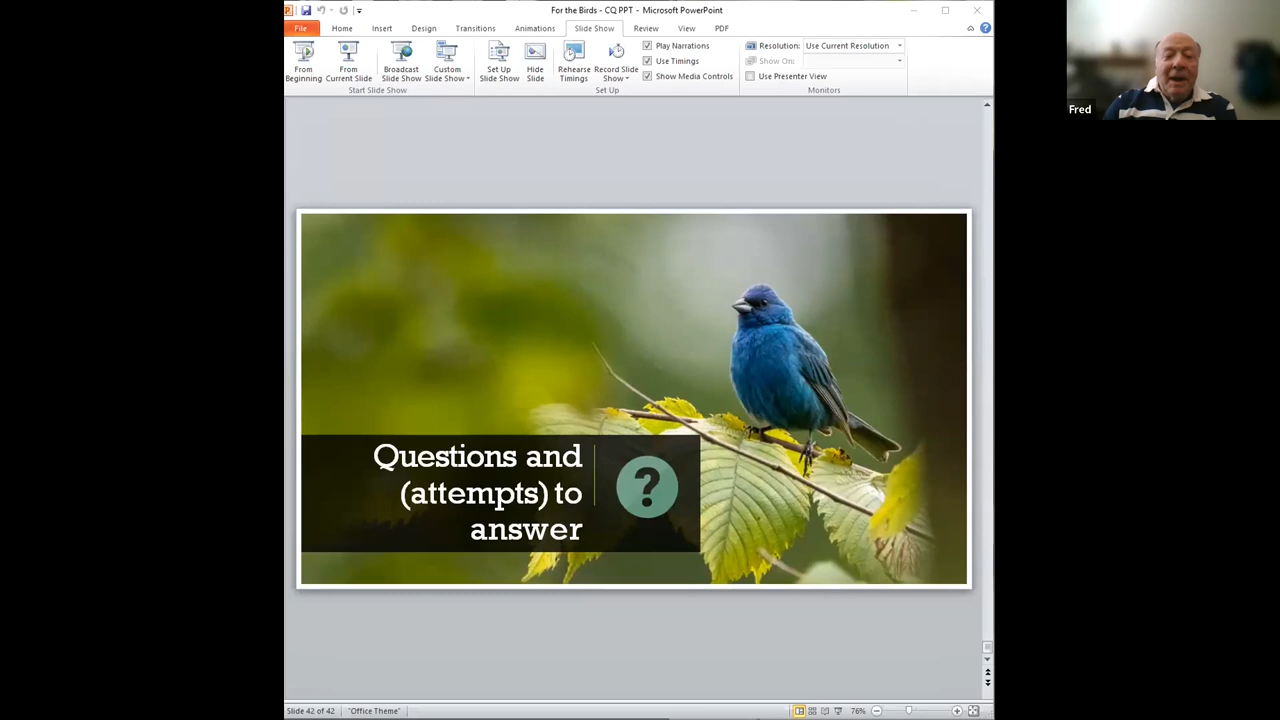 For the Birds - CQ PPT - Microsoft PowerPoint
File Home Insert Design Transitions Animations Slide Show Review View PDF
From Beginning
From Current Slide
Broadcast Slide Show
Custom Slide Show
Start Slide Show
Set Up Slide Show
Hide Slide
Rehearse Timings
Record Slide Show
Play Narrations
Use Timings
Show Media Controls
Set Up
Resolution: Use Current Resolution
Show On:
Use Presenter View
Monitors
Fred
Questions and
(attempts) to
answer
?
Slide 42 of 42 "Office Theme" 76%